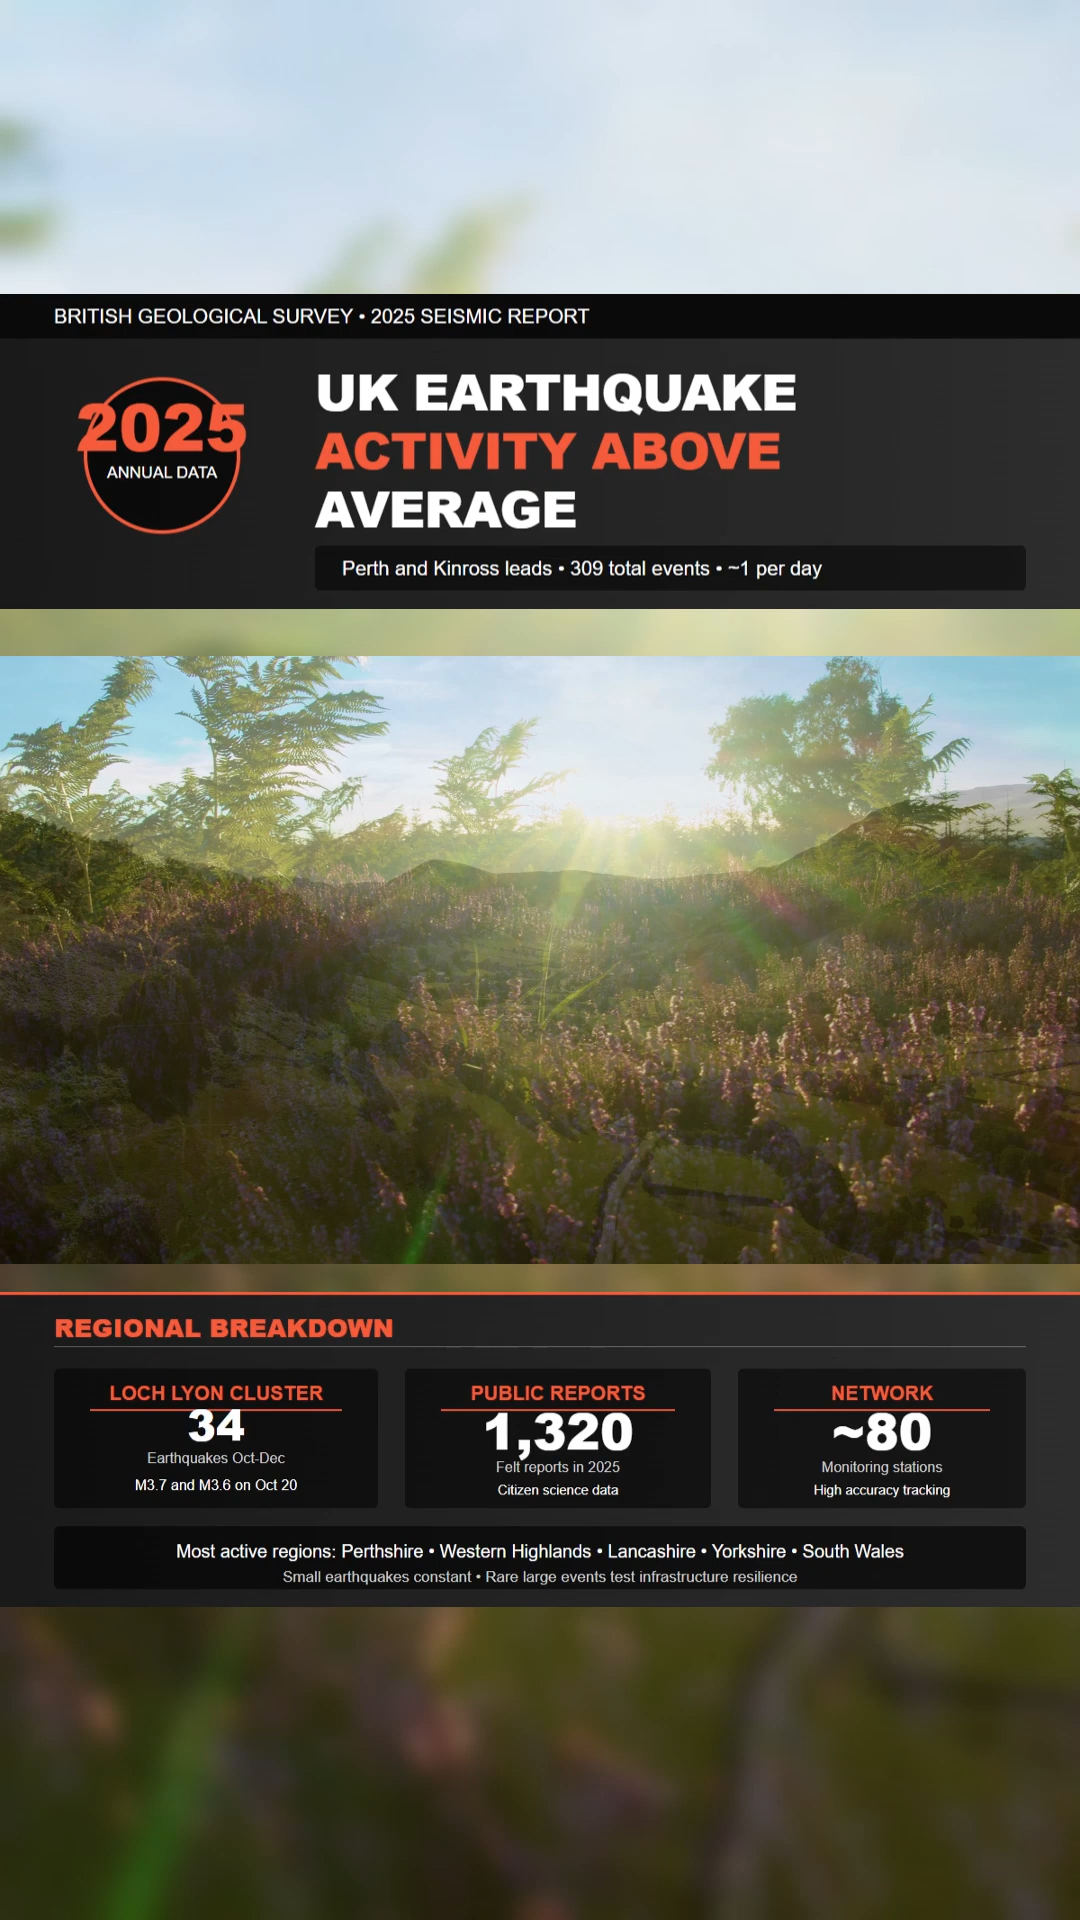 BRITISH GEOLOGICAL SURVEY • 2025 SEISMIC REPORT
2025
ANNUAL DATA
UK EARTHQUAKE
ACTIVITY ABOVE
AVERAGE
Perth and Kinross leads • 309 total events • ~1 per day
REGIONAL BREAKDOWN
LOCH LYON CLUSTER
34
Earthquakes Oct-Dec
M3.7 and M3.6 on Oct 20
PUBLIC REPORTS
1,320
Felt reports in 2025
Citizen science data
NETWORK
~80
Monitoring stations
High accuracy tracking
Most active regions: Perthshire • Western Highlands • Lancashire • Yorkshire • South Wales
Small earthquakes constant • Rare large events test infrastructure resilience